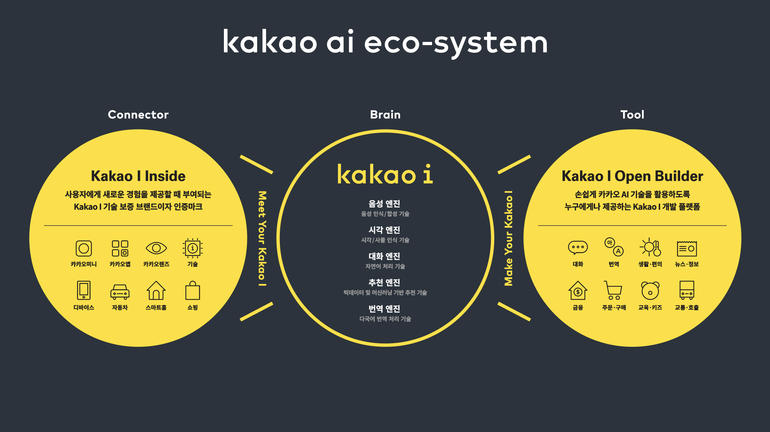 kakao ai eco-system
Connector
Kakao I Inside
사용자에게 새로운 경험을 제공할 때 부여되는
Kakao I 기술 보증 브랜드이자 인증마크
카카오미니
카카오앱
카카오렌즈
기술
디바이스
자동차
스마트홈
쇼핑
Meet Your Kakao I
Brain
kakao i
음성 엔진
음성 인식/합성 기술
시각 엔진
시각/사물 인식 기술
대화 엔진
자연어 처리 기술
추천 엔진
빅데이터 및 머신러닝 기반 추천 기술
번역 엔진
다국어 번역 처리 기술
Make Your Kakao I
Tool
Kakao I Open Builder
손쉽게 카카오 AI 기술을 활용하도록
누구에게나 제공하는 Kakao I 개발 플랫폼
대화
번역
생활·편의
뉴스·정보
금융
주문·구매
교육·키즈
교통·호출